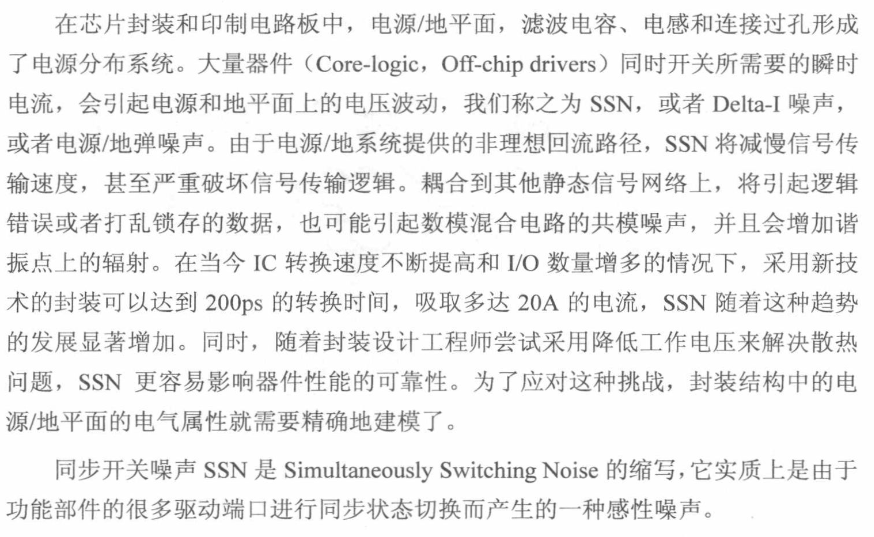 在芯片封装和印制电路板中，电源/地平面，滤波电容、电感和连接过孔形成
了电源分布系统。大量器件（Core-logic，Off-chip drivers）同时开关所需要的瞬时
电流，会引起电源和地平面上的电压波动，我们称之为 SSN，或者 Delta-I 噪声，
或者电源/地弹噪声。由于电源/地系统提供的非理想回流路径，SSN 将减慢信号传
输速度，甚至严重破坏信号传输逻辑。耦合到其他静态信号网络上，将引起逻辑
错误或者打乱锁存的数据，也可能引起数模混合电路的共模噪声，并且会增加谐
振点上的辐射。在当今 IC 转换速度不断提高和 I/O 数量增多的情况下，采用新技
术的封装可以达到 200ps 的转换时间，吸取多达 20A 的电流，SSN 随着这种趋势
的发展显著增加。同时，随着封装设计工程师尝试采用降低工作电压来解决散热
问题，SSN 更容易影响器件性能的可靠性。为了应对这种挑战，封装结构中的电
源/地平面的电气属性就需要精确地建模了。
同步开关噪声 SSN 是 Simultaneously Switching Noise 的缩写，它实质上是由于
功能部件的很多驱动端口进行同步状态切换而产生的一种感性噪声。